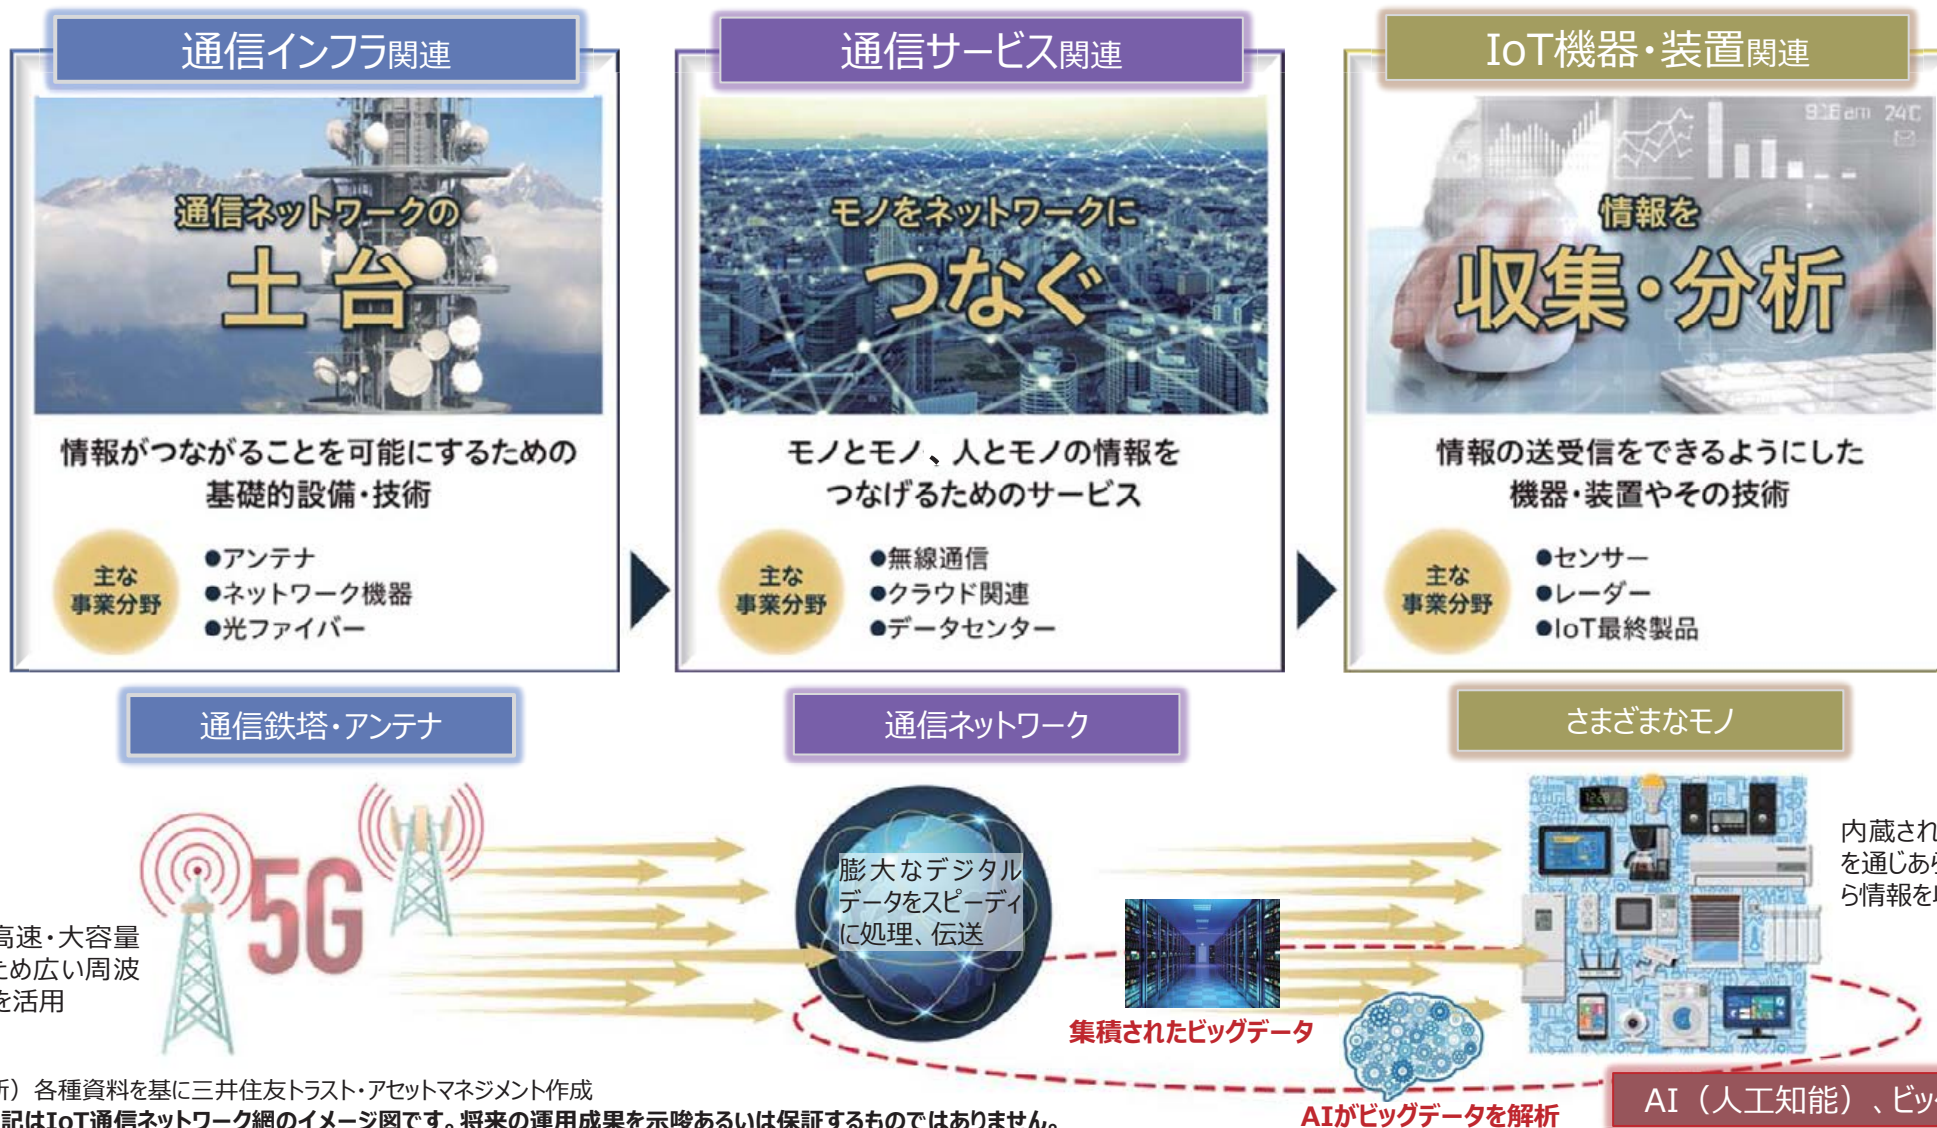 通信インフラ関連
通信ネットワークの
土台
情報がつながることを可能にするための
基礎的設備・技術
主な
事業分野
●アンテナ
●ネットワーク機器
●光ファイバー
通信サービス関連
モノをネットワークに
つなぐ
モノとモノ、人とモノの情報を
つなげるためのサービス
主な
事業分野
●無線通信
●クラウド関連
●データセンター
IoT機器・装置関連
24℃
情報を
収集・分析
情報の送受信をできるようにした
機器・装置やその技術
主な
事業分野
●センサー
●レーダー
●IoT最終製品
通信鉄塔・アンテナ
5G
高速・大容量
め広い周波
を活用
通信ネットワーク
膨大なデジタル
データをスピーディ
に処理、伝送
集積されたビッグデータ
AIがビッグデータを解析
さまざまなモノ
内蔵され
を通じあ
ら情報を
AI（人工知能）、ビッ
所）各種資料を基に三井住友トラスト・アセットマネジメント作成
記はIoT通信ネットワーク網のイメージ図です。将来の運用成果を示唆あるいは保証するものではありません。